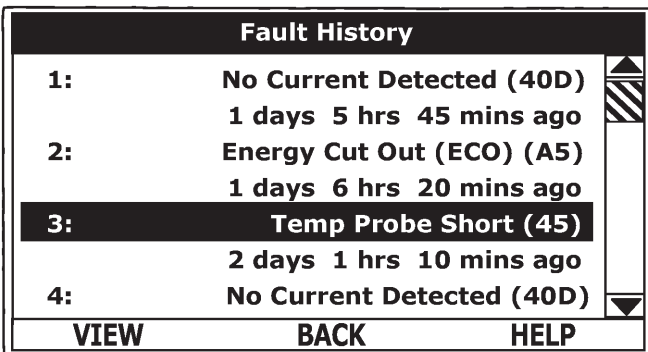 Fault History
1: No Current Detected (40D)
1 days 5 hrs 45 mins ago
2: Energy Cut Out (ECO) (A5)
1 days 6 hrs 20 mins ago
3: Temp Probe Short (45)
2 days 1 hrs 10 mins ago
4: No Current Detected (40D)
VIEW BACK HELP